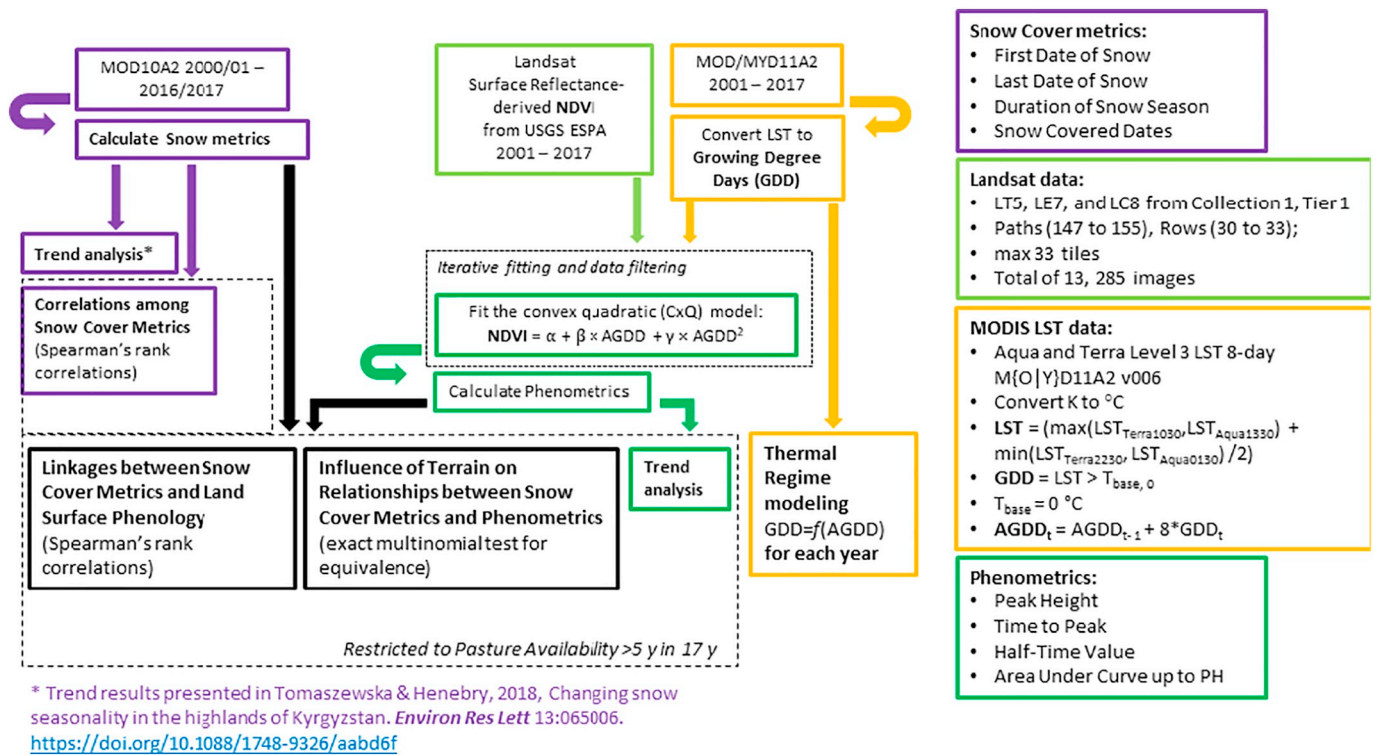 MOD10A2 2000/01 –
2016/2017
Calculate Snow metrics
Landsat
Surface Reflectance-
derived NDVI
from USGS ESPA
2001 – 2017
MOD/MYD11A2
2001 – 2017
Convert LST to
Growing Degree
Days (GDD)
Trend analysis*
Correlations among
Snow Cover Metrics
(Spearman's rank
correlations)
Iterative fitting and data filtering
Fit the convex quadratic (CxQ) model:
NDVI = α + β × AGDD + γ × AGDD²
Calculate Phenometrics
Linkages between Snow
Cover Metrics and Land
Surface Phenology
(Spearman's rank
correlations)
Influence of Terrain on
Relationships between Snow
Cover Metrics and Phenometrics
(exact multinomial test for
equivalence)
Trend
analysis
Thermal
Regime
modeling
GDD=f(AGDD)
for each year
Restricted to Pasture Availability >5 y in 17 y
* Trend results presented in Tomaszewska & Henebry, 2018, Changing snow
seasonality in the highlands of Kyrgyzstan. Environ Res Lett 13:065006.
https://doi.org/10.1088/1748-9326/aabd6f
Snow Cover metrics:
• First Date of Snow
• Last Date of Snow
• Duration of Snow Season
• Snow Covered Dates
Landsat data:
• LT5, LE7, and LC8 from Collection 1, Tier 1
• Paths (147 to 155), Rows (30 to 33);
• max 33 tiles
• Total of 13, 285 images
MODIS LST data:
• Aqua and Terra Level 3 LST 8-day
M{O|Y}D11A2 v006
• Convert K to °C
• LST = (max(LST_Terra1030, LST_Aqua1330) +
min(LST_Terra2230, LST_Aqua0130) /2)
• GDD = LST > T_base, 0
• T_base = 0 °C
• AGDD_t = AGDD_t-1 + 8*GDD_t
Phenometrics:
• Peak Height
• Time to Peak
• Half-Time Value
• Area Under Curve up to PH